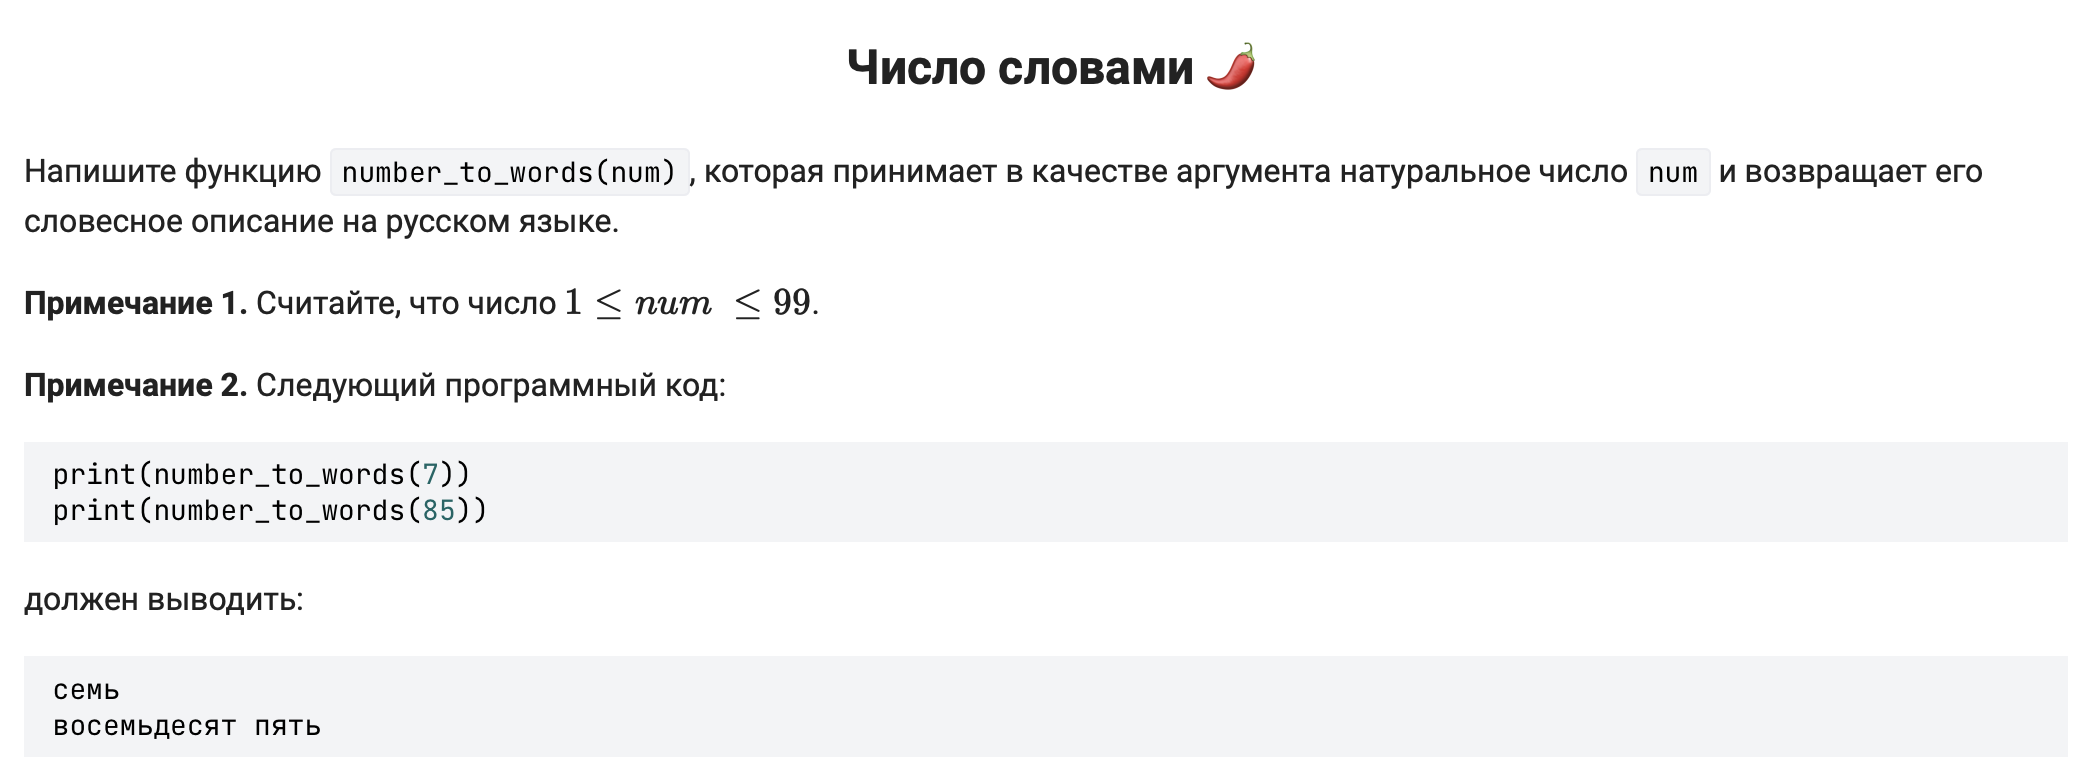 Число словами 🌶️
Напишите функцию number_to_words(num), которая принимает в качестве аргумента натуральное число num и возвращает его
словесное описание на русском языке.
Примечание 1. Считайте, что число 1 ≤ num ≤ 99.
Примечание 2. Следующий программный код:
print(number_to_words(7))
print(number_to_words(85))
должен выводить:
семь
восемьдесят пять